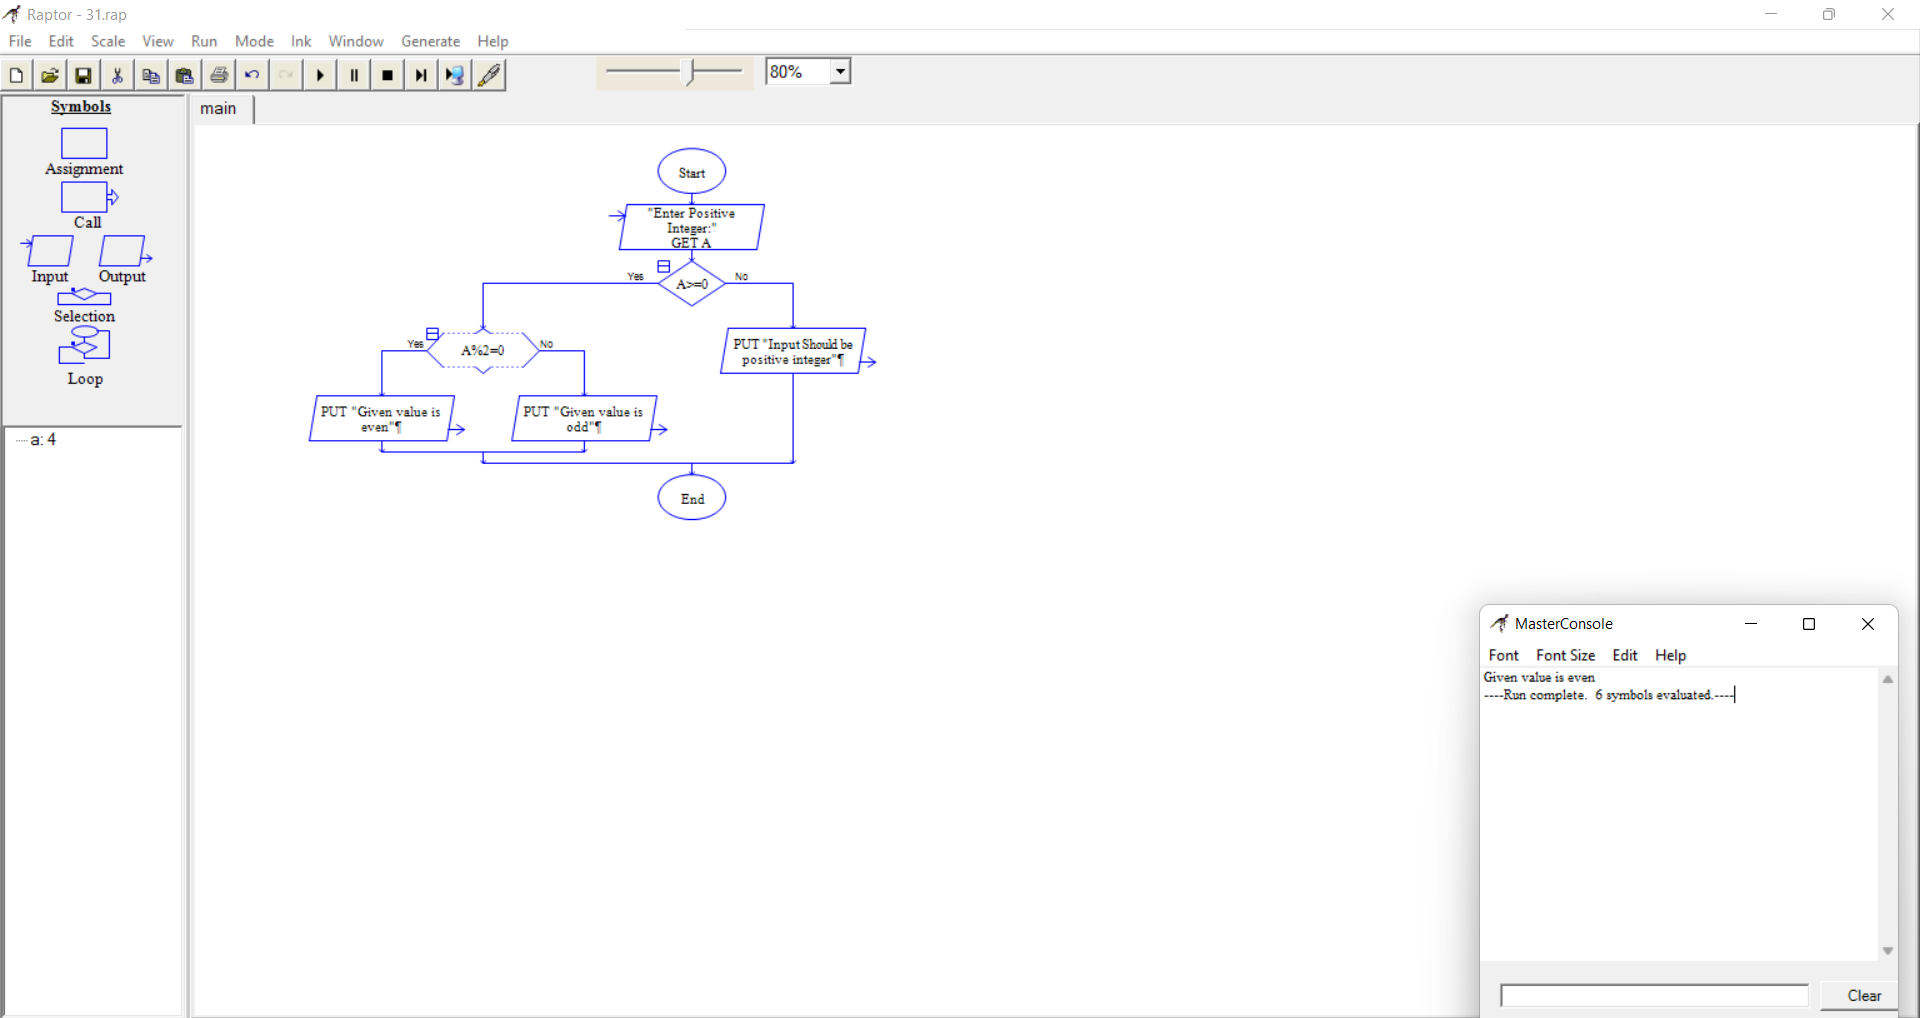 Raptor - 31.rap
File Edit Scale View Run Mode Ink Window Generate Help
80%
Symbols
Assignment
Call
Input Output
Selection
Loop
a: 4
main
Start
"Enter Positive
Integer:"
GET A
Yes
No
A>=0
Yes
No
A%2=0
PUT "Input Should be
positive integer"¶
PUT "Given value is
even"¶
PUT "Given value is
odd"¶
End
MasterConsole
Font Font Size Edit Help
Given value is even
----Run complete.  6 symbols evaluated.----
Clear